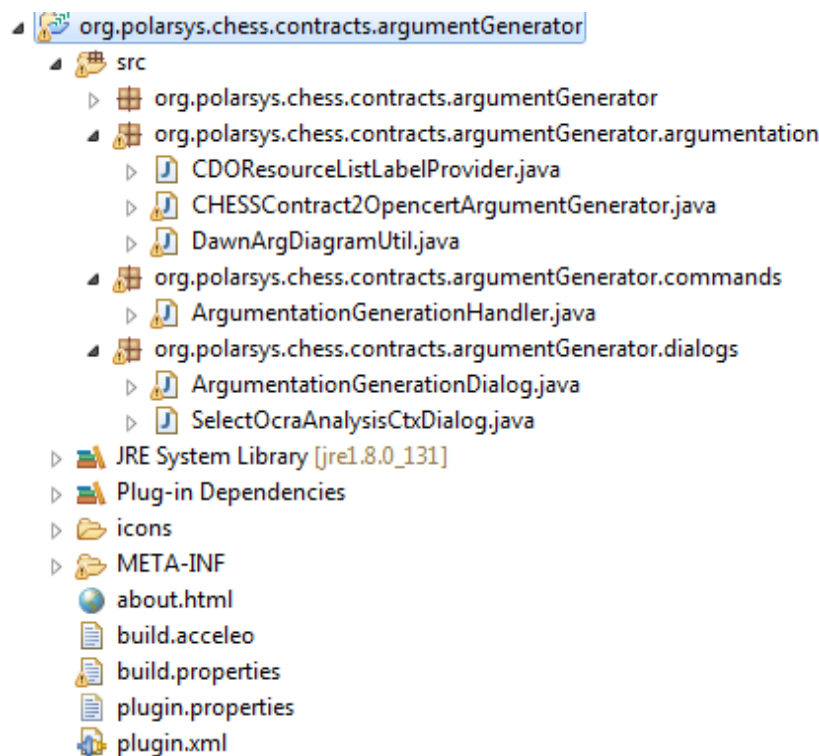 org.polarsys.chess.contracts.argumentGenerator
src
org.polarsys.chess.contracts.argumentGenerator
org.polarsys.chess.contracts.argumentGenerator.argumentation
CDOResourceListLabelProvider.java
CHESSContract2OpencertArgumentGenerator.java
DawnArgDiagramUtil.java
org.polarsys.chess.contracts.argumentGenerator.commands
ArgumentationGenerationHandler.java
org.polarsys.chess.contracts.argumentGenerator.dialogs
ArgumentationGenerationDialog.java
SelectOcraAnalysisCtxDialog.java
JRE System Library [jre1.8.0_131]
Plug-in Dependencies
icons
META-INF
about.html
build.acceleo
build.properties
plugin.properties
plugin.xml